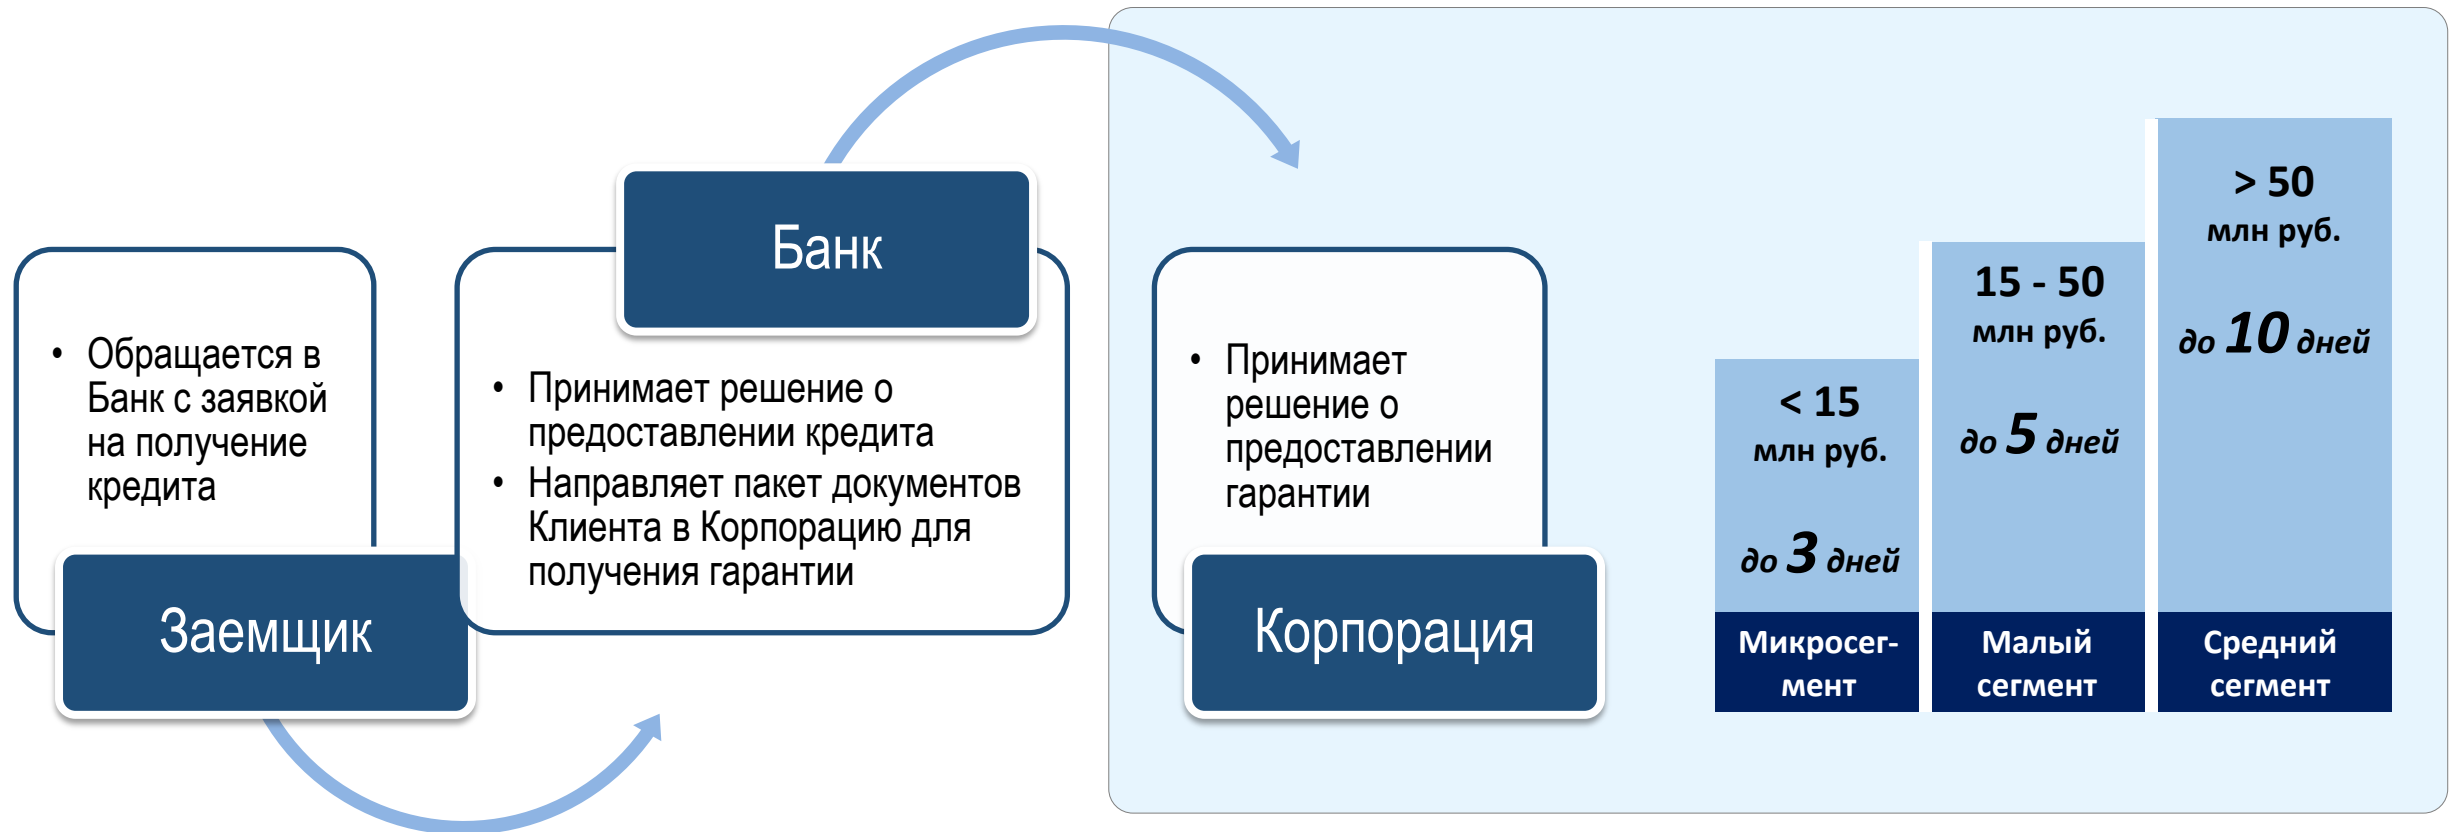 • Обращается в
Банк с заявкой
на получение
кредита
Заемщик
Банк
• Принимает решение о
предоставлении кредита
• Направляет пакет документов
Клиента в Корпорацию для
получения гарантии
• Принимает
решение о
предоставлении
гарантии
Корпорация
< 15
млн руб.
до 3 дней
Микросег-
мент
15 - 50
млн руб.
до 5 дней
Малый
сегмент
> 50
млн руб.
до 10 дней
Средний
сегмент